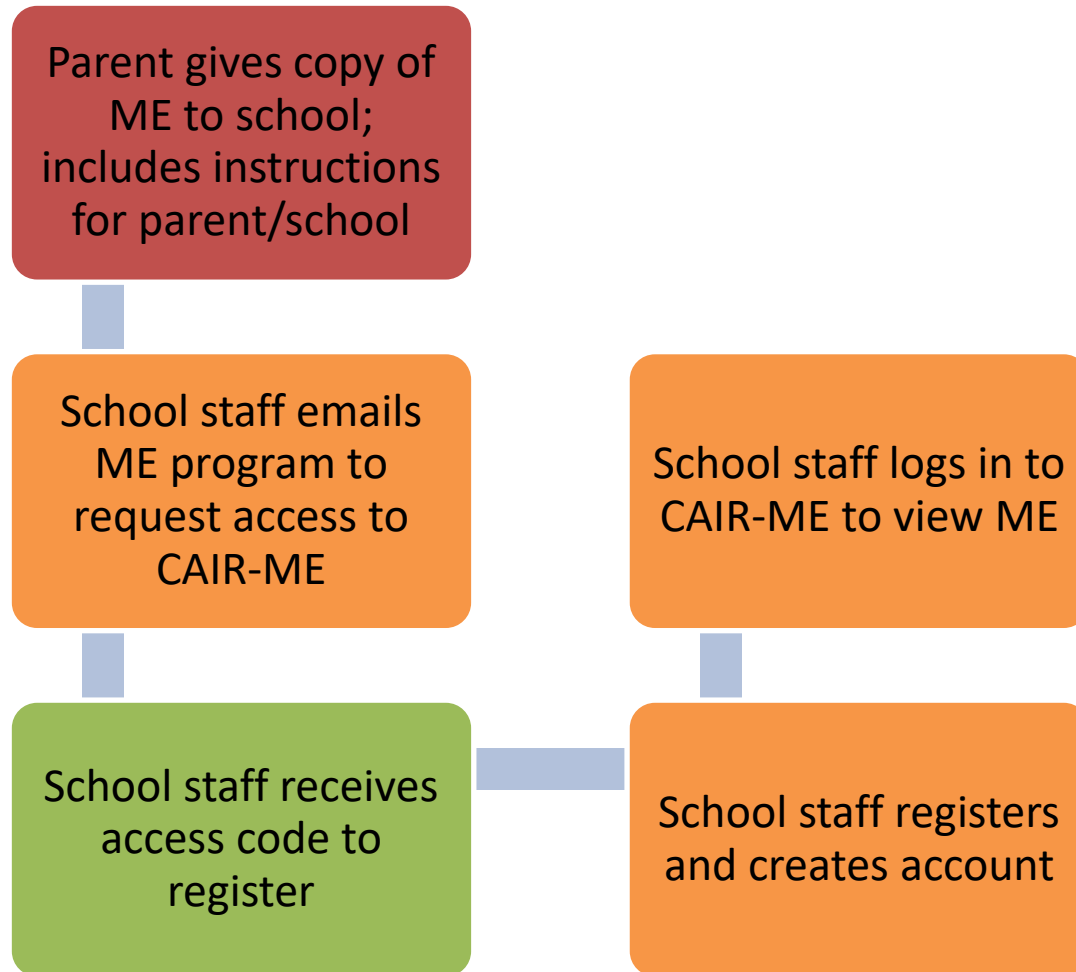 Parent gives copy of
ME to school;
includes instructions
for parent/school
School staff emails
ME program to
request access to
CAIR-ME
School staff receives
access code to
register
School staff registers
and creates account
School staff logs in to
CAIR-ME to view ME